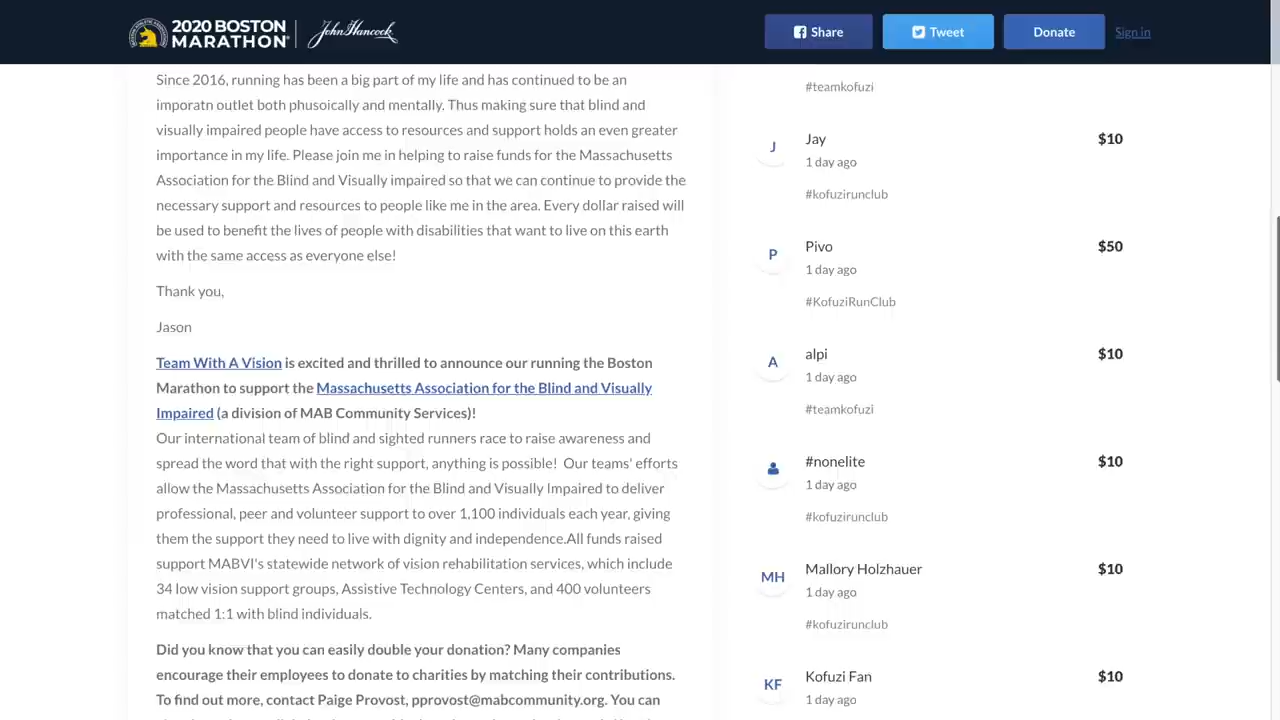 2020 BOSTON
MARATHON
John Hancock
Share
Tweet
Donate
Sign in
Since 2016, running has been a big part of my life and has continued to be an
imporatn outlet both phusoically and mentally. Thus making sure that blind and
visually impaired people have access to resources and support holds an even greater
importance in my life. Please join me in helping to raise funds for the Massachusetts
Association for the Blind and Visually impaired so that we can continue to provide the
necessary support and resources to people like me in the area. Every dollar raised will
be used to benefit the lives of people with disabilities that want to live on this earth
with the same access as everyone else!
Thank you,
Jason
Team With A Vision is excited and thrilled to announce our running the Boston
Marathon to support the Massachusetts Association for the Blind and Visually
Impaired (a division of MAB Community Services)!
Our international team of blind and sighted runners race to raise awareness and
spread the word that with the right support, anything is possible! Our teams' efforts
allow the Massachusetts Association for the Blind and Visually Impaired to deliver
professional, peer and volunteer support to over 1,100 individuals each year, giving
them the support they need to live with dignity and independence.All funds raised
support MABVI's statewide network of vision rehabilitation services, which include
34 low vision support groups, Assistive Technology Centers, and 400 volunteers
matched 1:1 with blind individuals.
Did you know that you can easily double your donation? Many companies
encourage their employees to donate to charities by matching their contributions.
To find out more, contact Paige Provost, pprovost@mabcommunity.org. You can
#teamkofuzi
J
Jay
$10
1 day ago
#kofuzirunclub
P
Pivo
$50
1 day ago
#KofuziRunClub
A
alpi
$10
1 day ago
#teamkofuzi
#nonelite
$10
1 day ago
#kofuzirunclub
MH
Mallory Holzhauer
$10
1 day ago
#kofuzirunclub
KF
Kofuzi Fan
$10
1 day ago